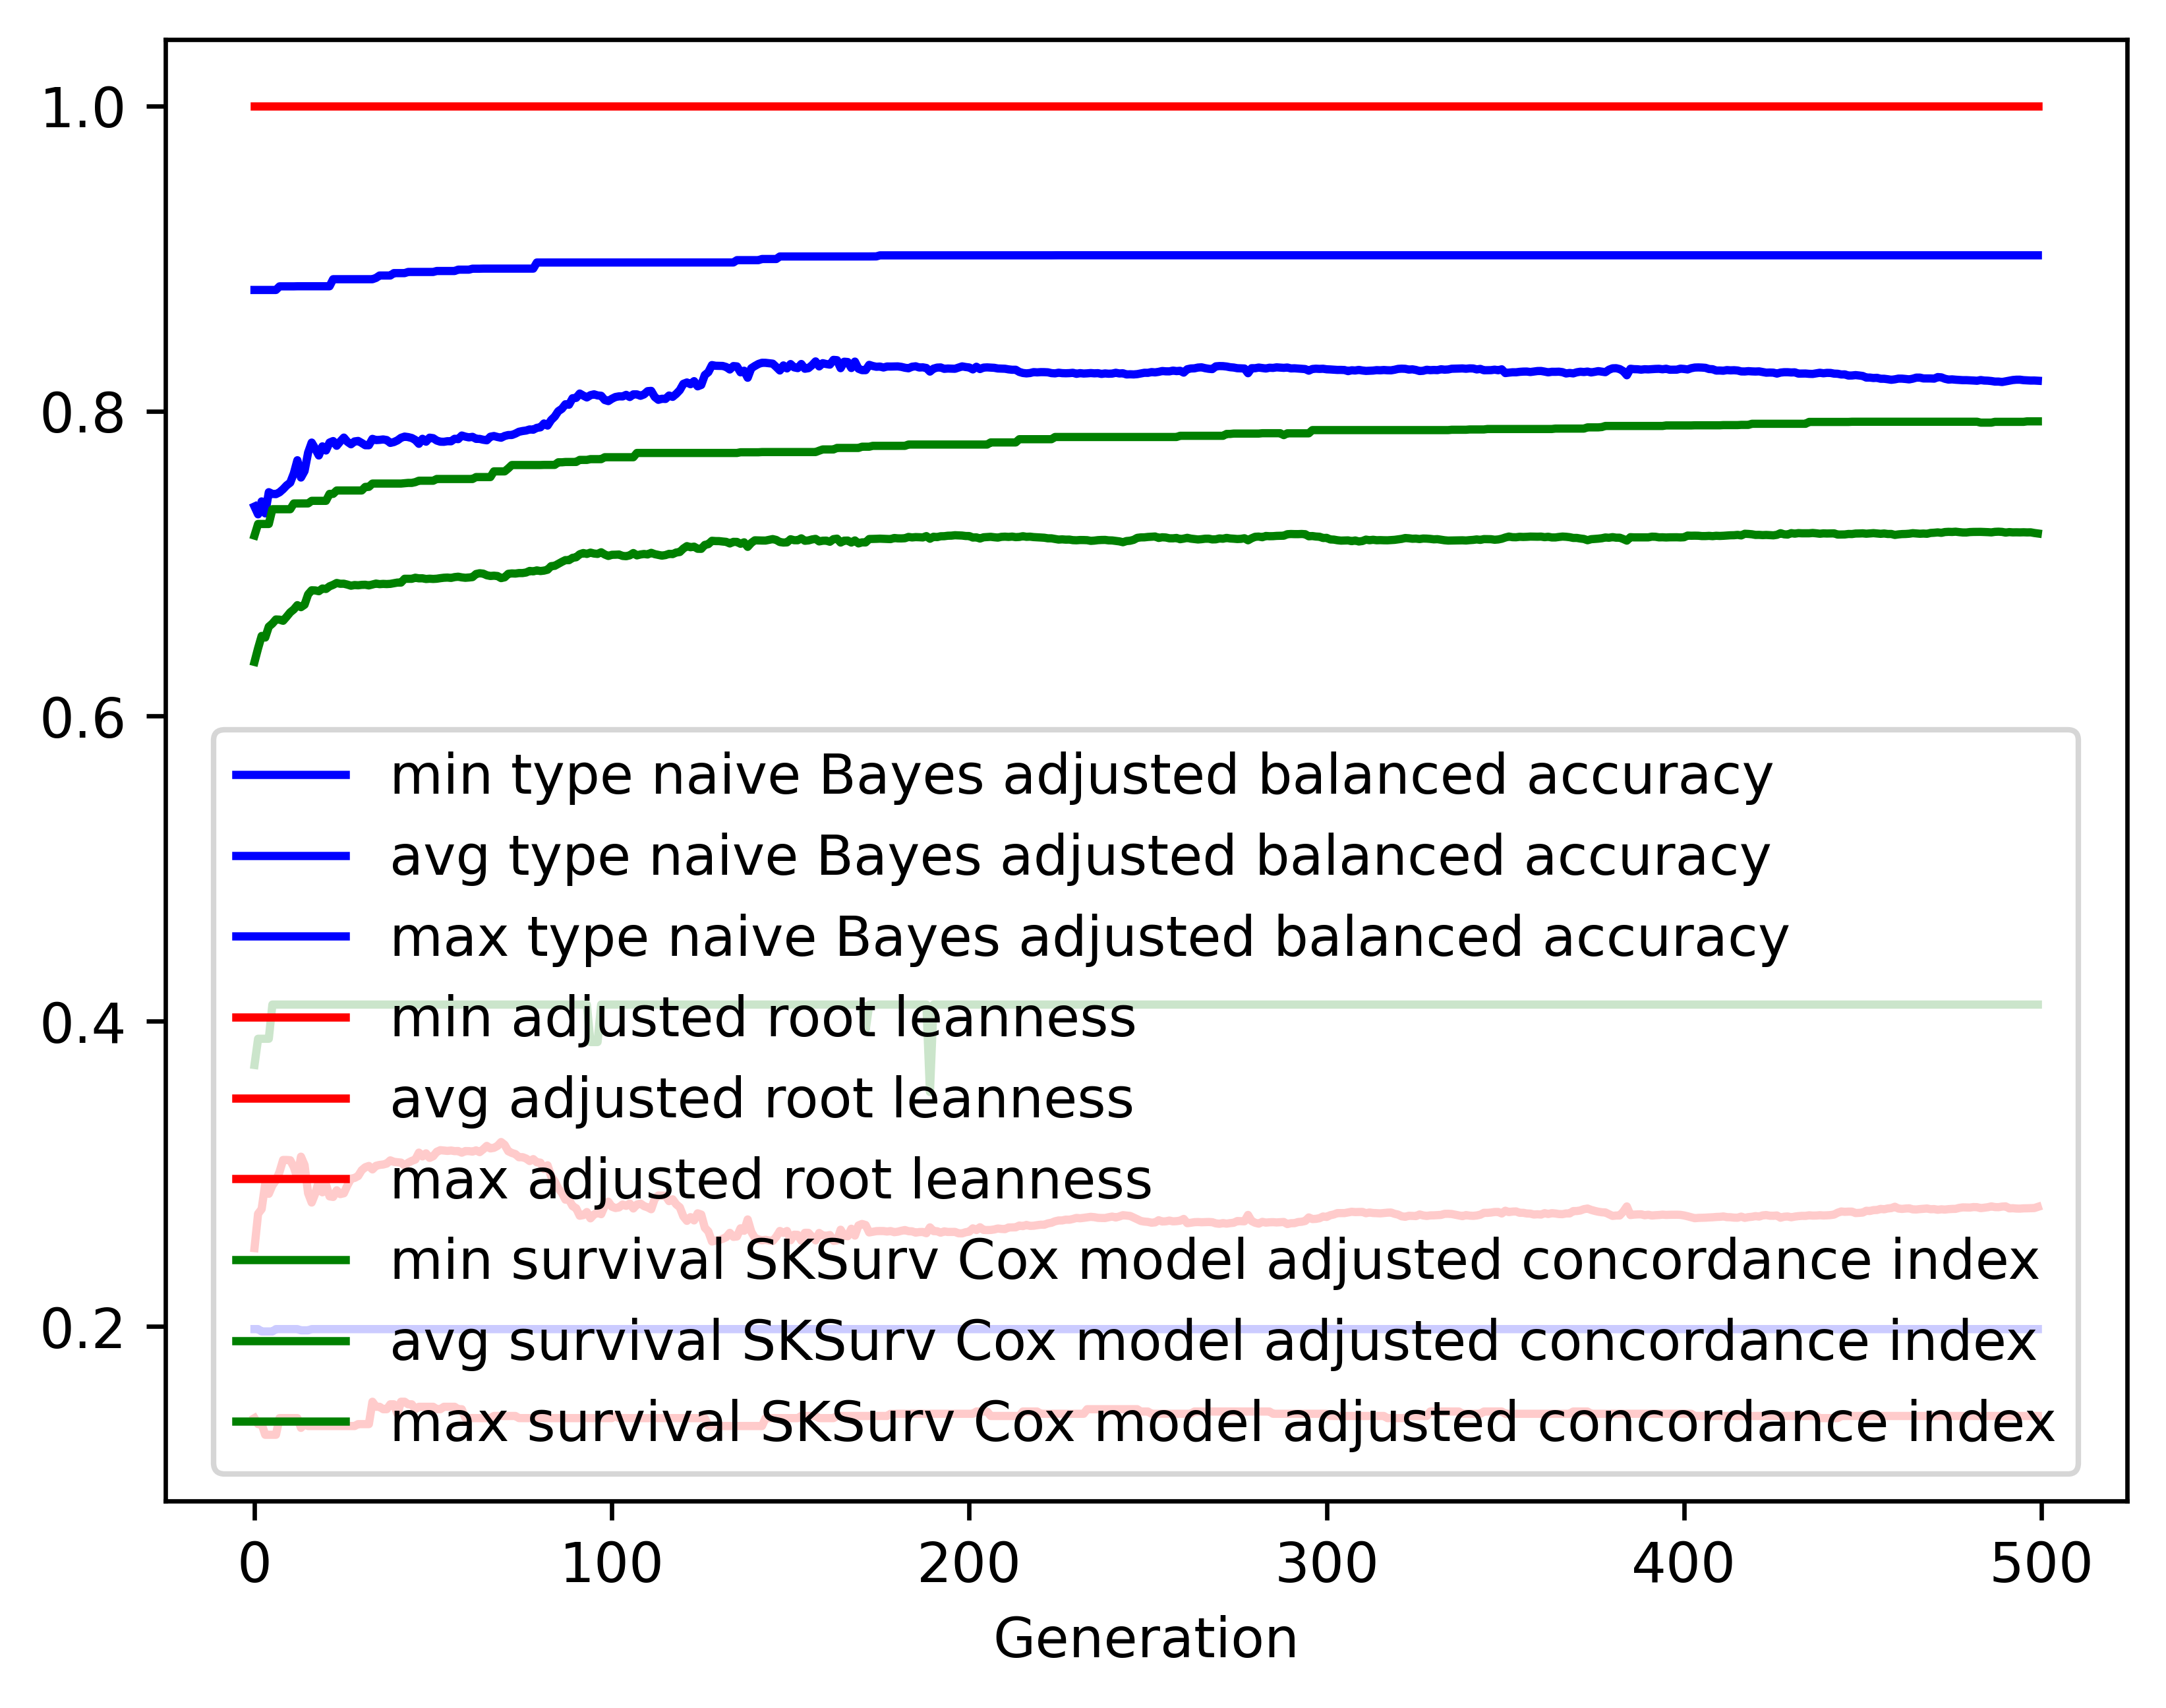 1.0
0.8
0.6
0.4
0.2
min type naive Bayes adjusted balanced accuracy
avg type naive Bayes adjusted balanced accuracy
max type naive Bayes adjusted balanced accuracy
min adjusted root leanness
avg adjusted root leanness
max adjusted root leanness
min survival SKSurv Cox model adjusted concordance index
avg survival SKSurv Cox model adjusted concordance index
max survival SKSurv Cox model adjusted concordance index
0 100 200 300 400 500
Generation